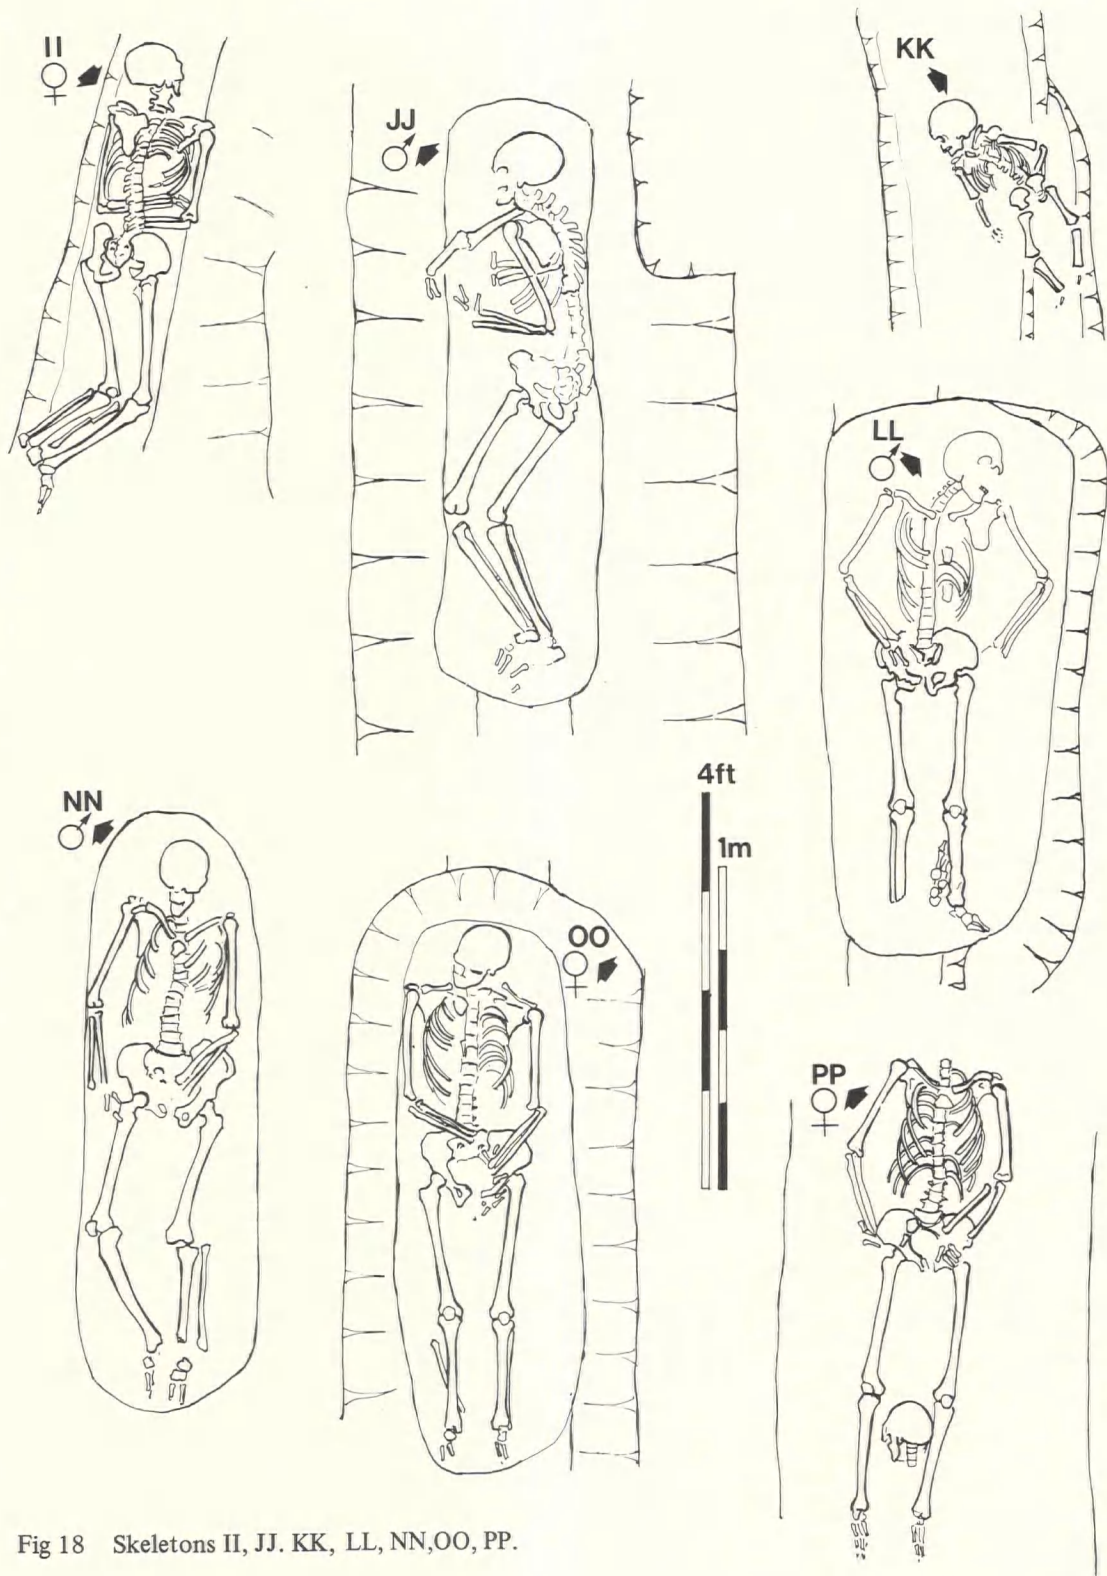 II
JJ
KK
LL
NN
OO
4ft
1m
PP
Fig 18 Skeletons II, JJ. KK, LL, NN,OO, PP.